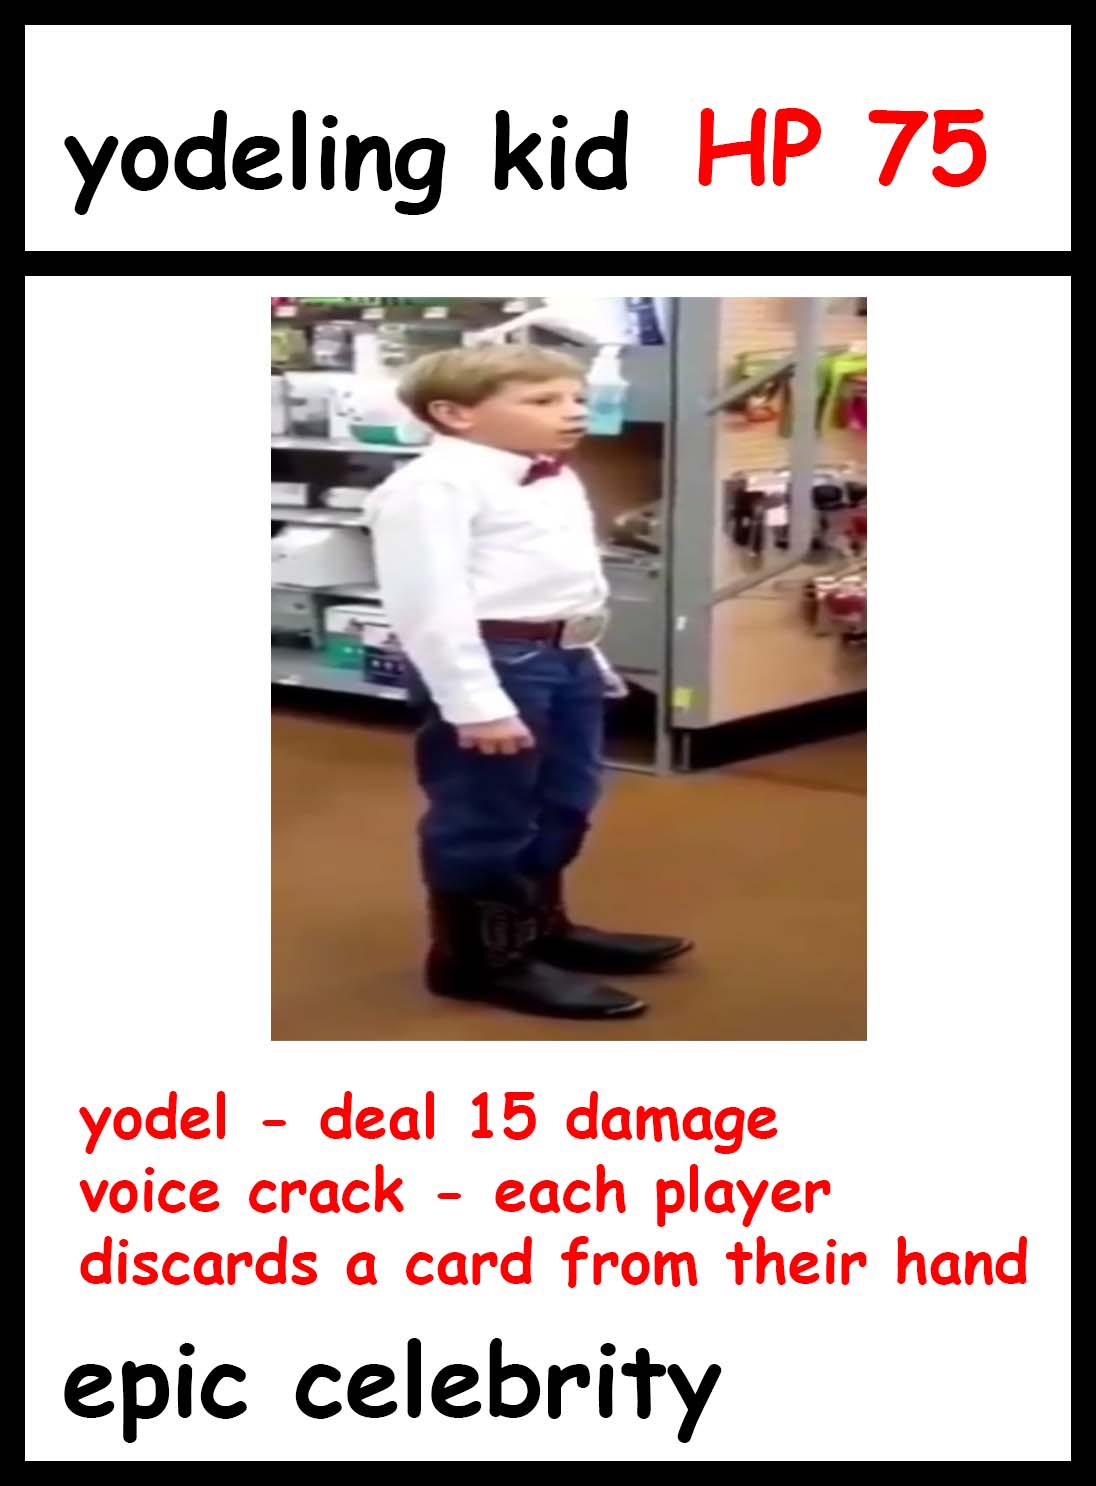 yodeling kid HP 75
yodel - deal 15 damage
voice crack - each player
discards a card from their hand
epic celebrity